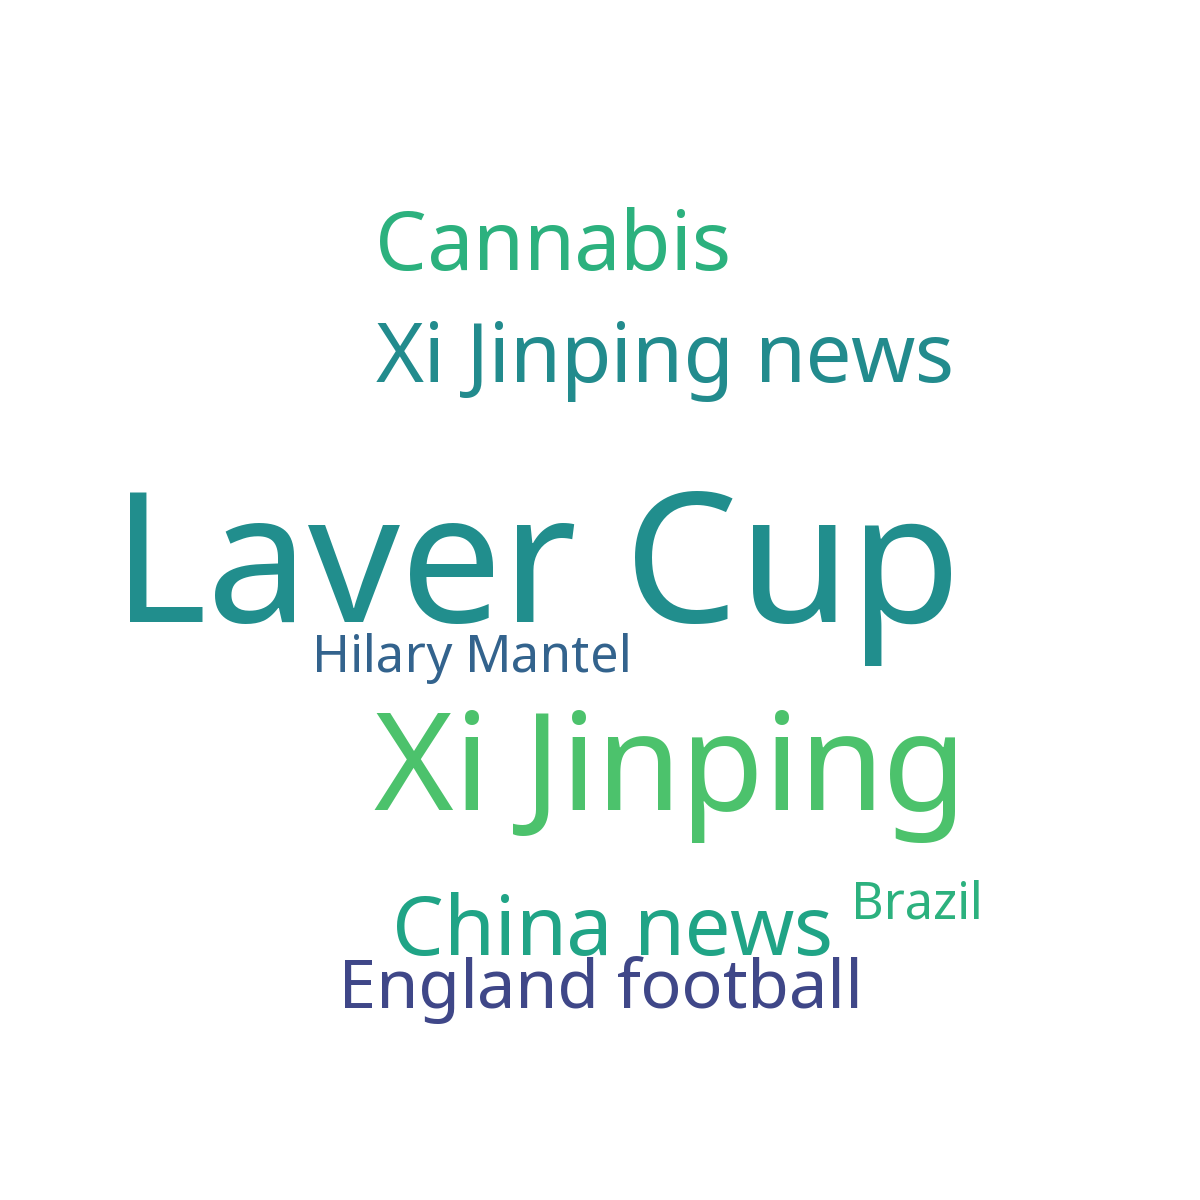 Cannabis
Xi Jinping news
Laver Cup
Hilary Mantel
Xi Jinping
China news
Brazil
England football